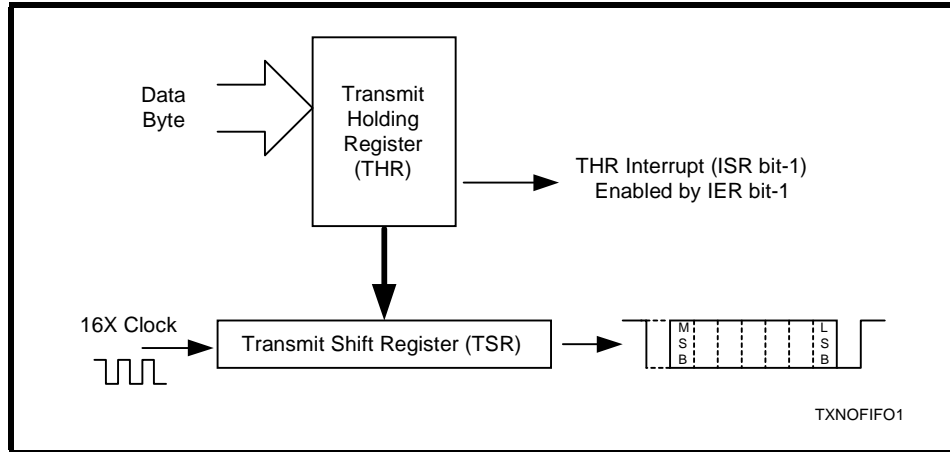 Data
Byte
Transmit
Holding
Register
(THR)
THR Interrupt (ISR bit-1)
Enabled by IER bit-1
16X Clock
Transmit Shift Register (TSR)
M
S
B
L
S
B
TXNOFIFO1